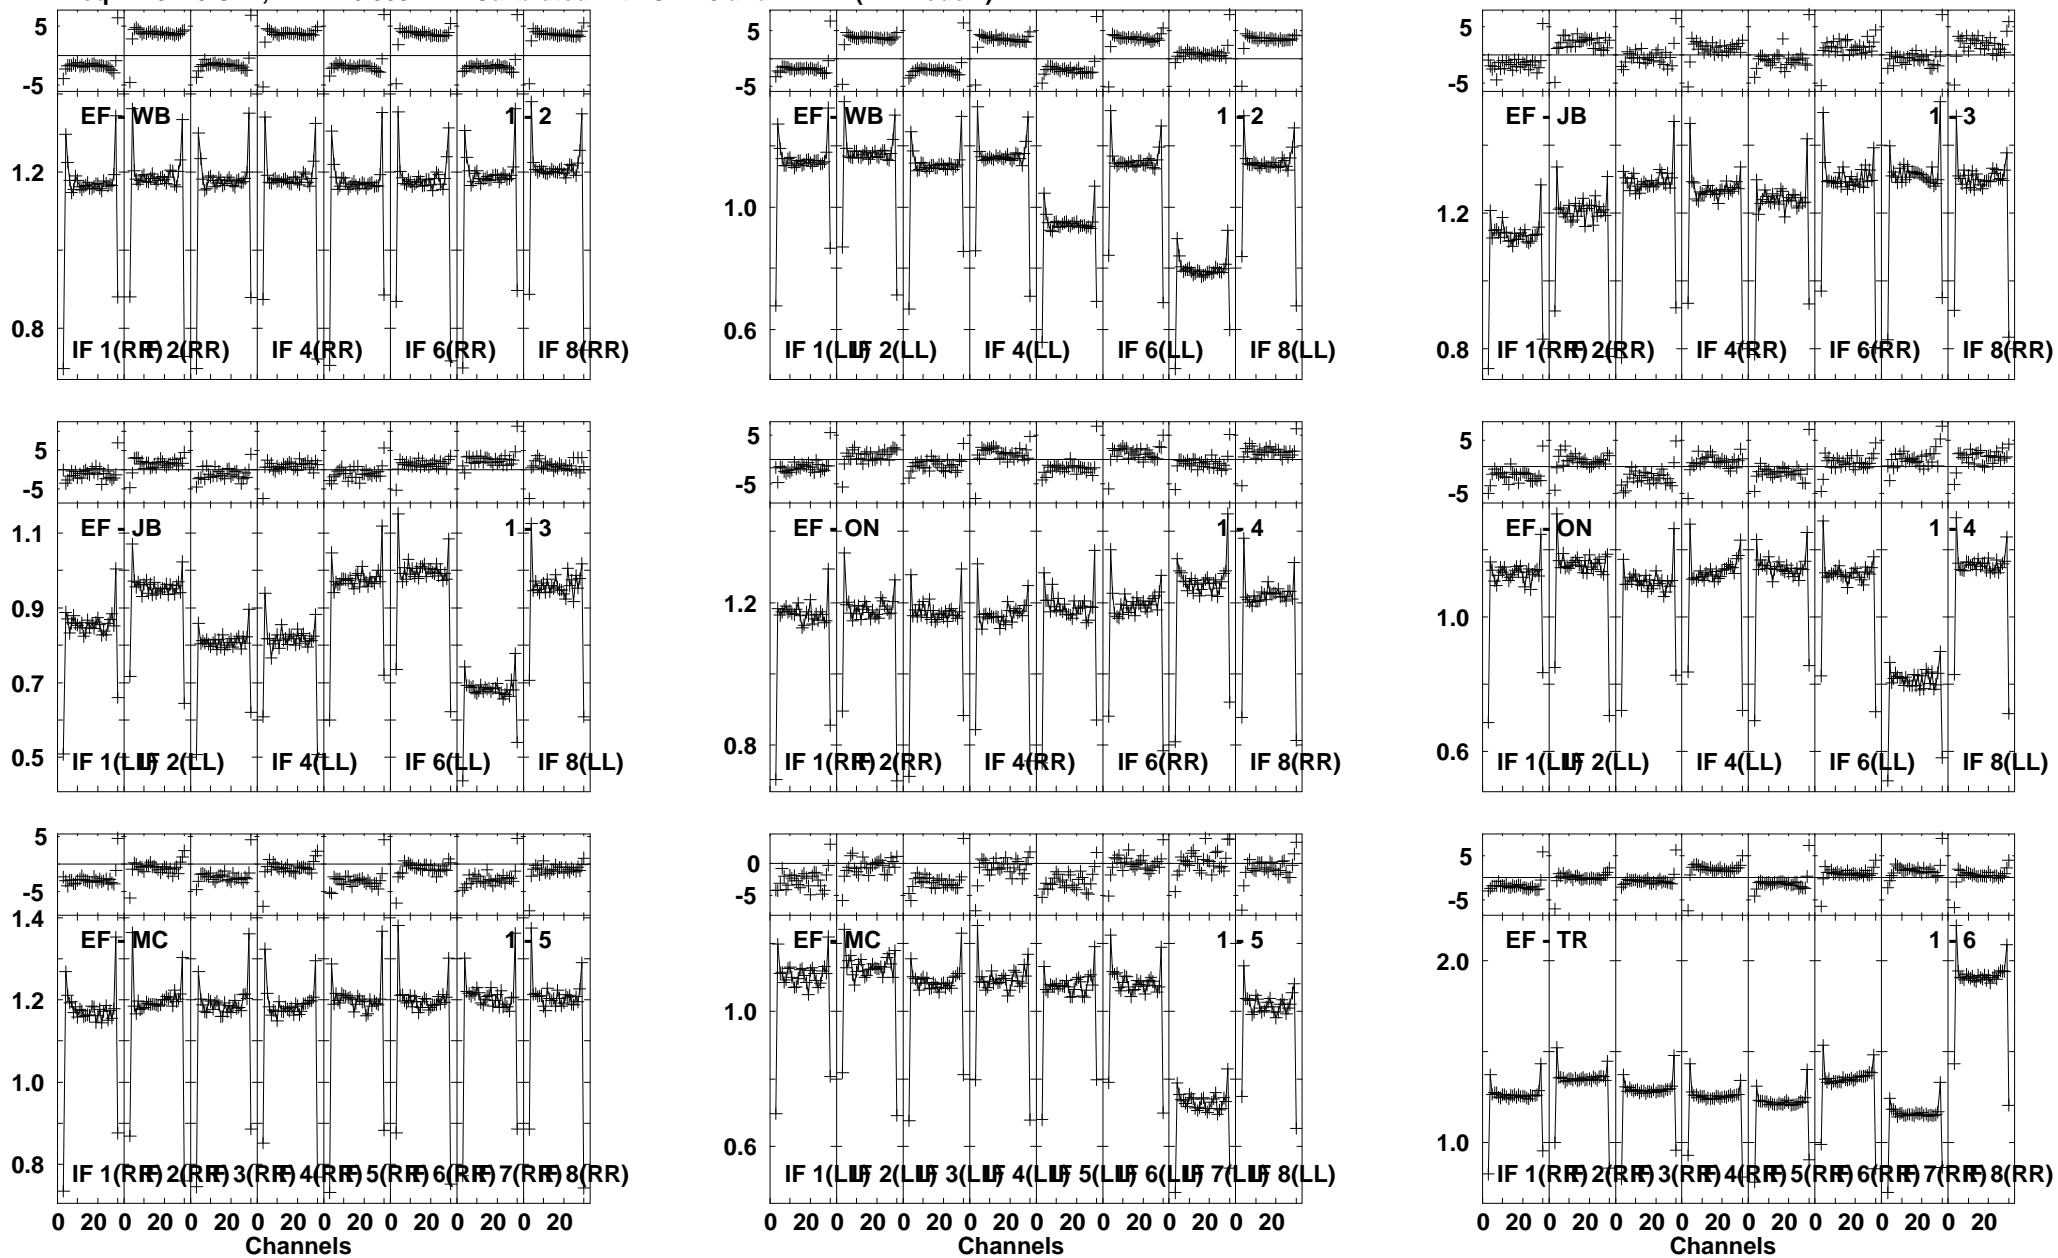 5 5 5
-5 -5 -5
EF - WB 1 - 2 EF - WB 1 - 2 EF - JB 1 - 3
1.2 1.0 1.2
0.8 0.6 0.8
IF 1(RR) IF 2(RR) IF 4(RR) IF 6(RR) IF 8(RR) IF 1(LL) IF 2(LL) IF 4(LL) IF 6(LL) IF 8(LL) IF 1(RR) IF 2(RR) IF 4(RR) IF 6(RR) IF 8(RR)
5 5 5
-5 -5 -5
EF - JB 1 - 3 EF - ON 1 - 4 EF - ON 1 - 4
1.1
0.9 1.2 1.0
0.7
0.5 0.8 0.6
IF 1(LL) IF 2(LL) IF 4(LL) IF 6(LL) IF 8(LL) IF 1(RR) IF 2(RR) IF 4(RR) IF 6(RR) IF 8(RR) IF 1(LL) IF 2(LL) IF 4(LL) IF 6(LL) IF 8(LL)
5 0 5
-5 -5 -5
1.4
EF - MC 1 - 5 EF - MC 1 - 5 EF - TR 1 - 6
1.2 1.0 2.0
1.0
0.8 0.6 1.0
IF 1(RR) IF 2(RR) IF 3(RR) IF 4(RR) IF 5(RR) IF 6(RR) IF 7(RR) IF 8(RR) IF 1(LL) IF 2(LL) IF 3(LL) IF 4(LL) IF 5(LL) IF 6(LL) IF 7(LL) IF 8(LL) IF 1(RR) IF 2(RR) IF 3(RR) IF 4(RR) IF 5(RR) IF 6(RR) IF 7(RR) IF 8(RR)
0 20 0 20 0 20 0 20 0 20 0 20 0 20 0 20 0 20 0 20 0 20 0 20 0 20 0 20 0 20 0 20 0 20 0 20 0 20 0 20 0 20 0 20 0 20 0 20
Channels Channels Channels